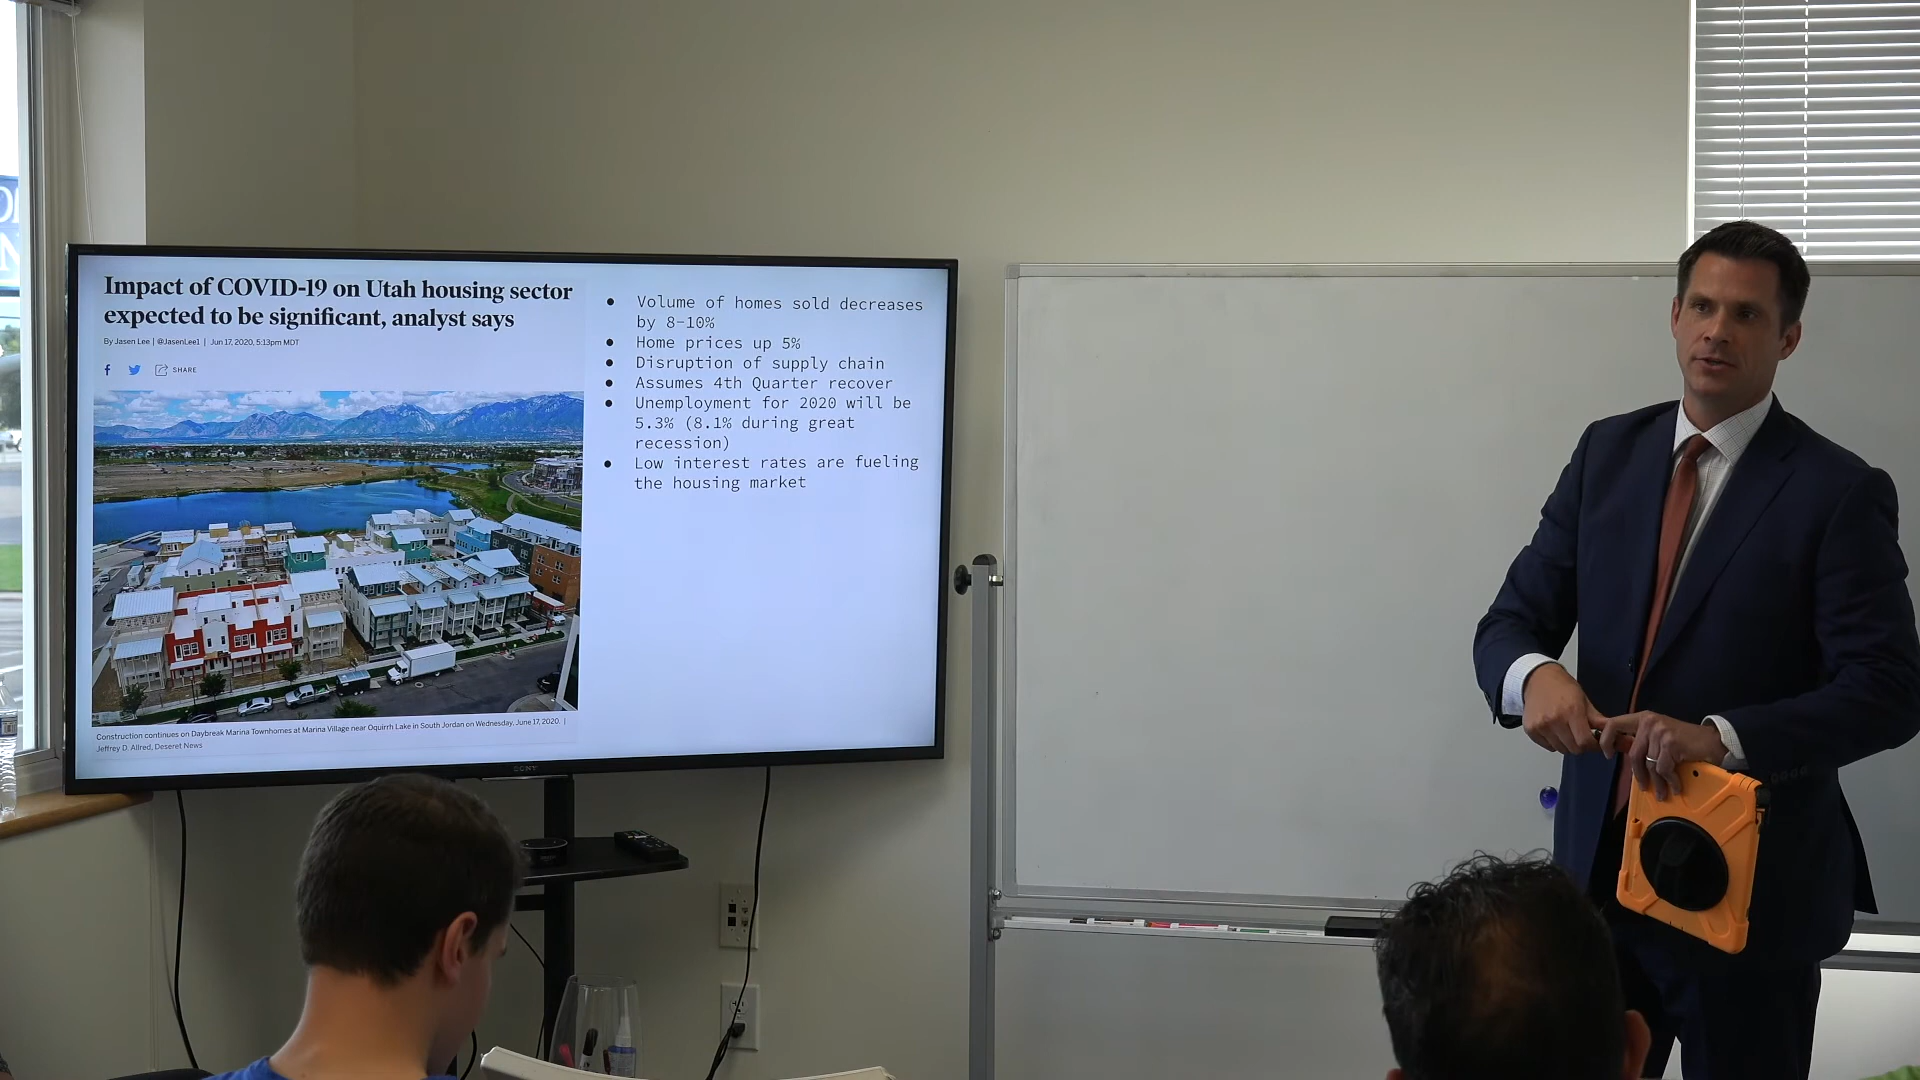 Impact of COVID-19 on Utah housing sector
expected to be significant, analyst says
By Jasen Lee | @JasenLee1 | Jun 17, 2020, 5:13pm MDT
SHARE
Construction continues on Daybreak Marina Townhomes at Marina Village near Oquirrh Lake in South Jordan on Wednesday, June 17, 2020. |
Jeffrey D. Allred, Deseret News
● Volume of homes sold decreases
by 8-10%
● Home prices up 5%
● Disruption of supply chain
● Assumes 4th Quarter recover
● Unemployment for 2020 will be
5.3% (8.1% during great
recession)
● Low interest rates are fueling
the housing market
SONY